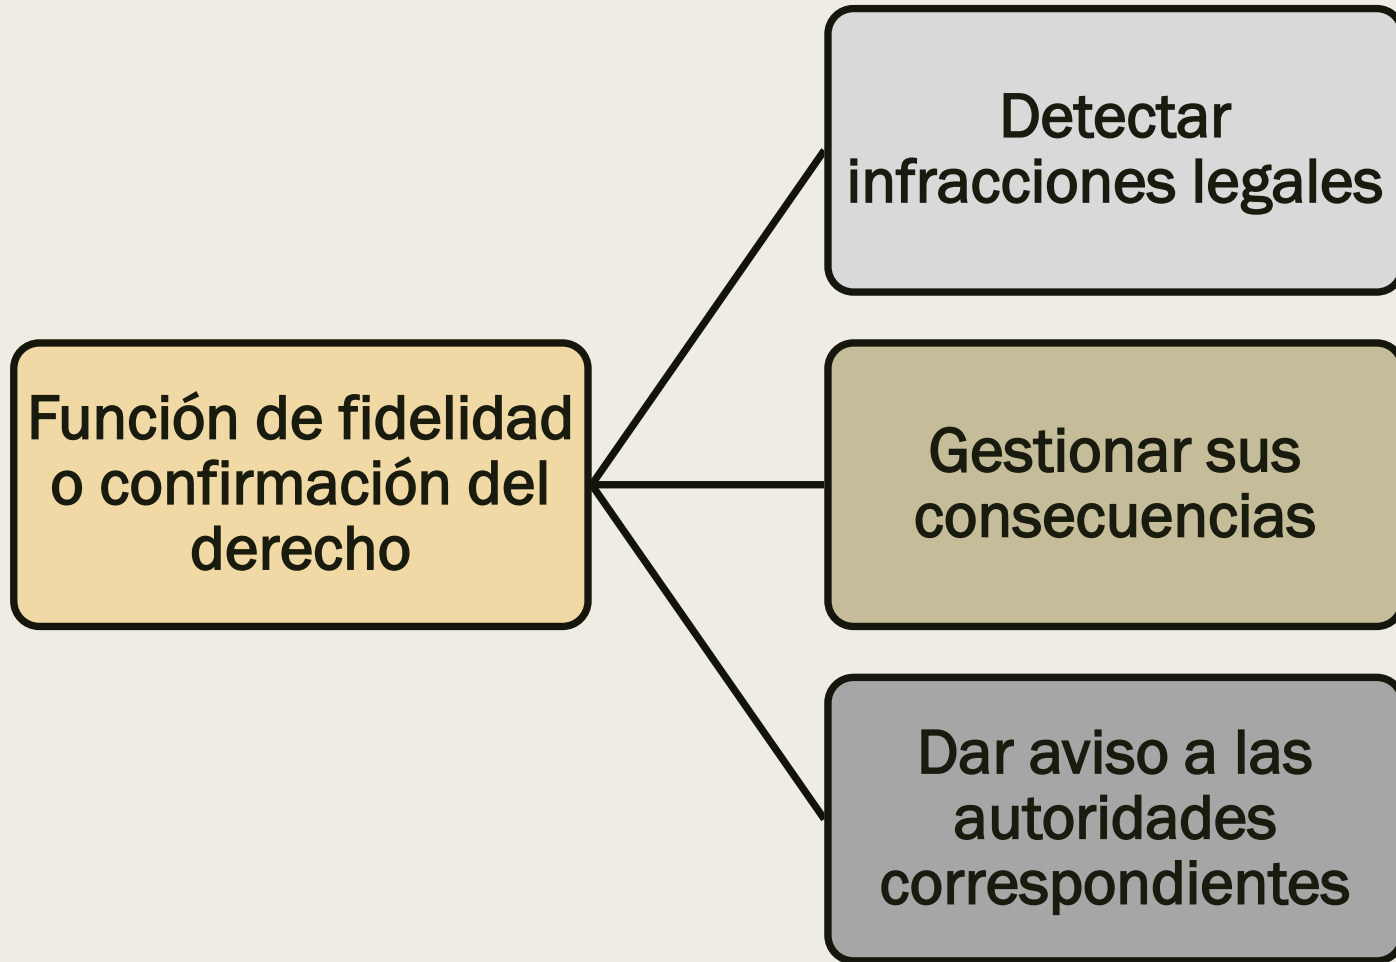 Detectar
infracciones legales
Función de fidelidad
o confirmación del
derecho
Gestionar sus
consecuencias
Dar aviso a las
autoridades
correspondientes